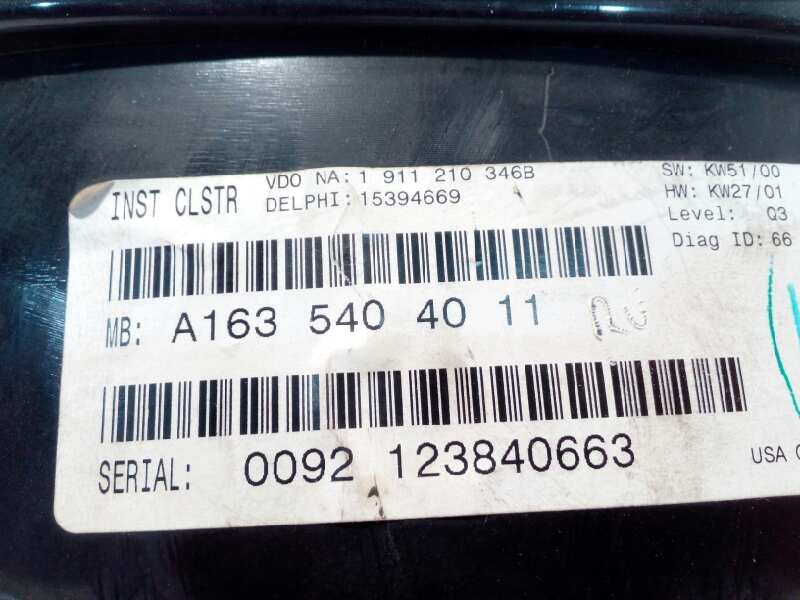 INST CLSTR
VDO NA: 1 911 210 346B
DELPHI: 15394669
SW: KW51/00
HW: KW27/01
Level: Q3
Diag ID: 66
MB: A163 540 40 11
SERIAL: 0092 123840663
USA